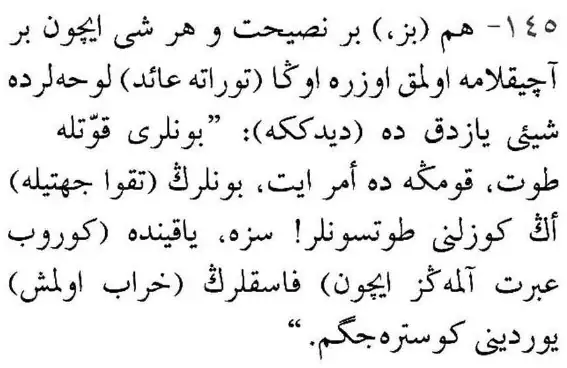 ١٤٥- هم (بز،) بر نصيحت و هر شى ايچون بر
آچيقلامه اولمق اوزره اوڭا (توراته عائد) لوحه‌لرده
شيئى يازدق ده (ديدككه): ”بونلرى قوّتله
طوت، قومڭه ده أمر ايت، بونلرڭ (تقوا جهتيله)
أڭ كوزلنى طوتسونلر! سزه، ياقينده (كوروب
عبرت آلمه‌ڭز ايچون) فاسقلرڭ (خراب اولمش)
يوردينى كوستره‌جگم.“